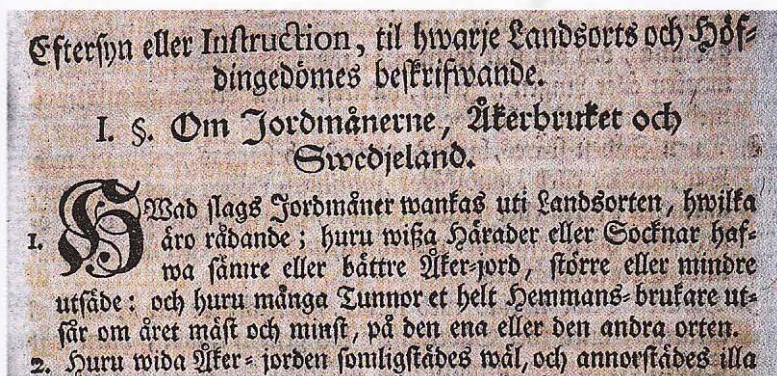 Eftersyn eller Instruction, til hwarje Landsorts och Höf-
dingedömes beskrifwande.
I. §. Om Jordmånerne, Åkerbruket och
Swedjeland.
1. HWad slags Jordmåner wankas uti Landsorten, hwilka
äro rådande; huru wißa Härader eller Socknar haf-
wa sämre eller bättre Åker-jord, större eller mindre
utsäde: och huru många Tunnor et helt Hemmans-brukare ut-
sår om året mäst och minst, på den ena eller den andra orten.
2. Huru wida Åker-jorden somligstädes wäl, och annorstädes illa